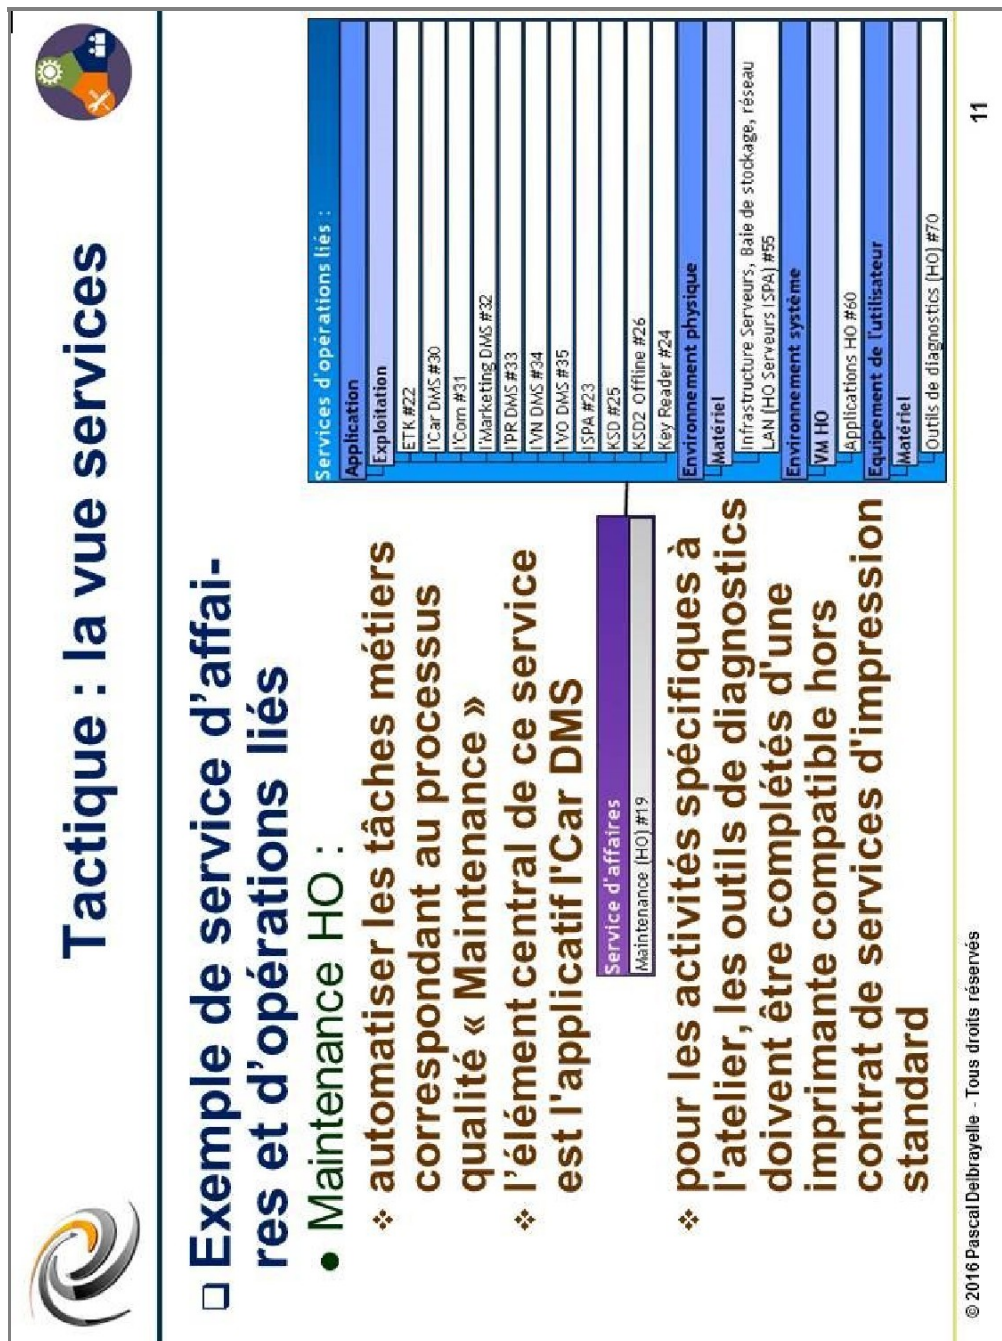 Tactique : la vue services
Exemple de service d'affai-
res et d'opérations liés
Maintenance HO :
automatiser les tâches métiers
correspondant au processus
qualité « Maintenance »
l'élément central de ce service
est l'applicatif I'Car DMS
Service d'affaires
Maintenance (HO) #19
pour les activités spécifiques à
l'atelier, les outils de diagnostics
doivent être complétés d'une
imprimante compatible hors
contrat de services d'impression
standard
Services d'opérations liés :
Application
Exploitation
ETK #22
I'Car DMS #30
I'Com #31
I'Marketing DMS #32
I'PR DMS #33
I'VN DMS #34
I'VO DMS #35
ISPA #23
KSD #25
KSD2 Offline #26
Key Reader #24
Environnement physique
Matériel
Infrastructure Serveurs, Baie de stockage, réseau
LAN (HO Serveurs ISPA) #55
Environnement système
VM HO
Applications HO #60
Equipement de l'utilisateur
Matériel
Outils de diagnostics (HO) #70
© 2016 Pascal Delbrayelle - Tous droits réservés
11